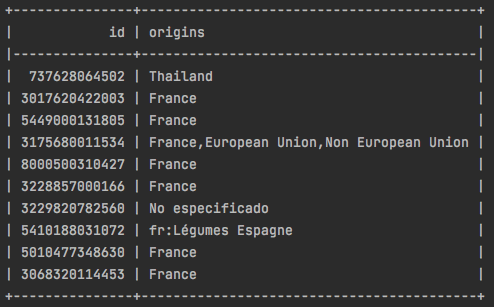 id | origins
737628064502 | Thailand
3017620422003 | France
5449000131805 | France
3175680011534 | France,European Union,Non European Union
8000500310427 | France
3228857000166 | France
3229820782560 | No especificado
5410188031072 | fr:Légumes Espagne
5010477348630 | France
3068320114453 | France